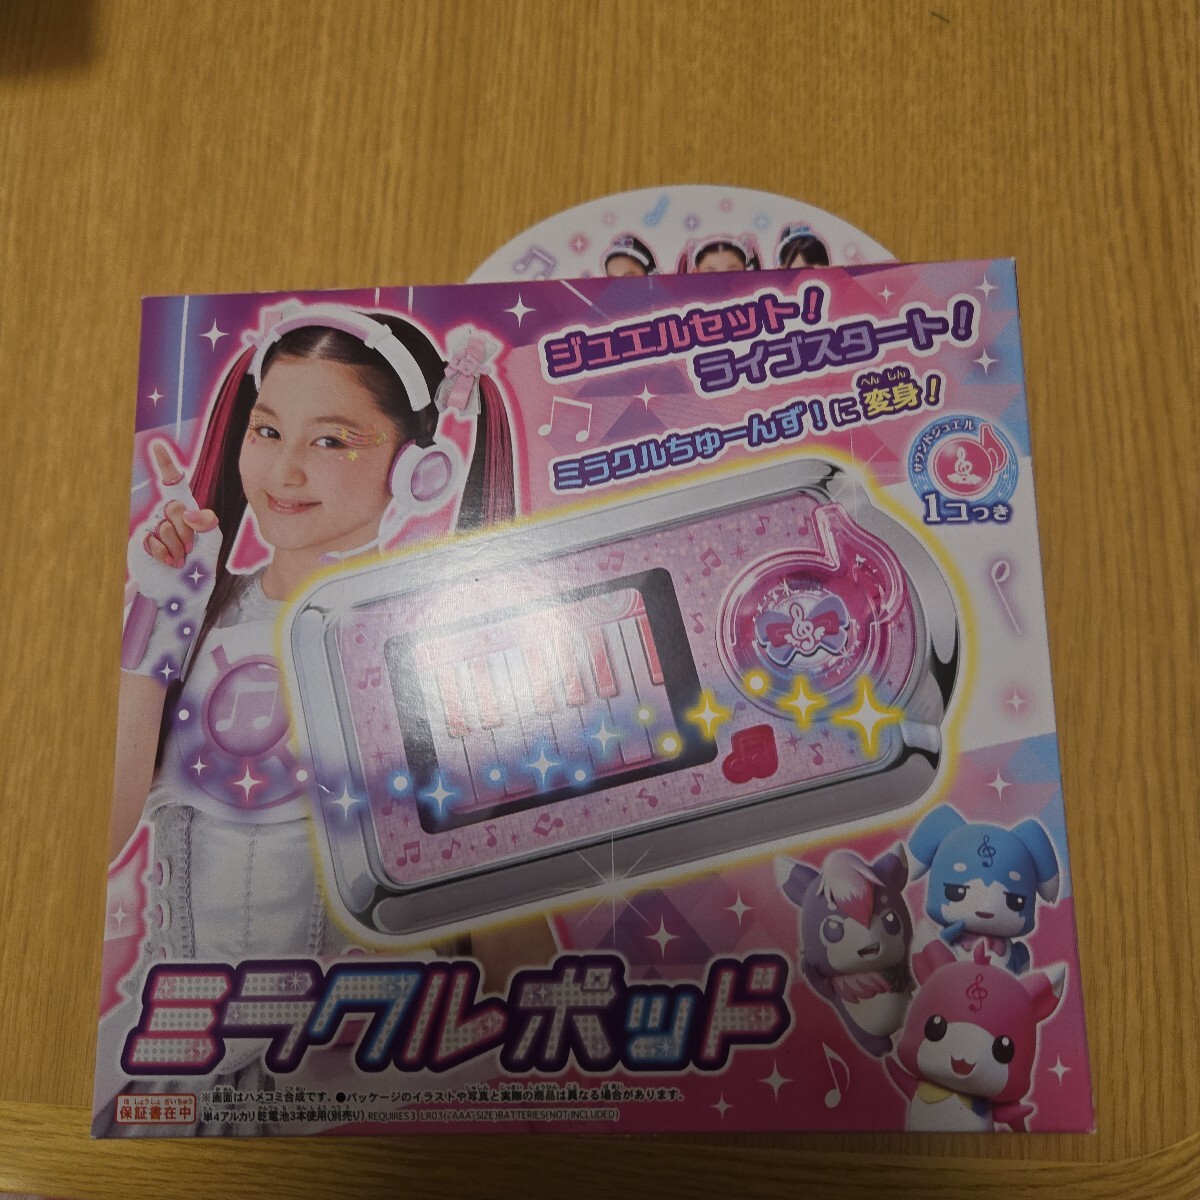 ジュエルセット!
ライブスタート!
へんしん
ミラクルちゅーんず!に変身!
サウンドジュエル
1コつき
ミラクルポッド
ほしょうしょざいちゅう
保証書在中
※画面はハメコミ合成です。●パッケージのイラストや写真と実際の商品は異なる場合があります。
単4アルカリ乾電池3本使用(別売り) REQUIRES 3 LR03("AAA"SIZE)BATTERIES(NOT INCLUDED)